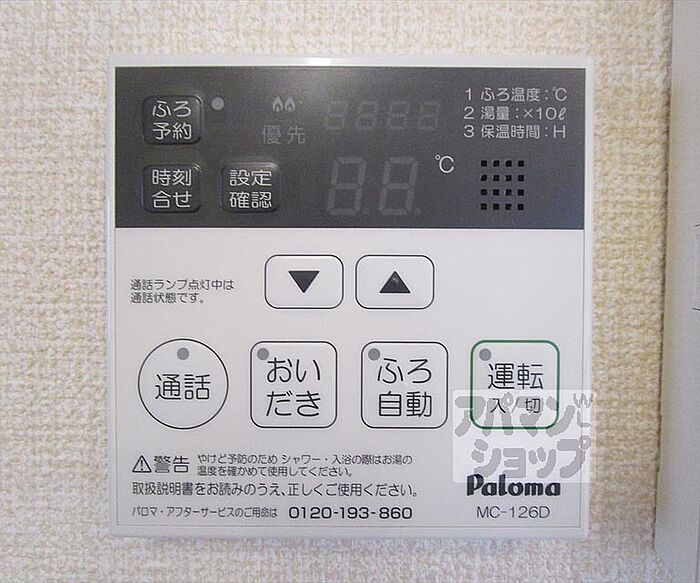 ふろ
予約
優先
88:88
1 ふろ温度:℃
2 湯量:×10ℓ
3 保温時間:H
時刻
合せ
設定
確認
8.8.
℃
通話ランプ点灯中は
通話状態です。
▼
▲
通話
おい
だき
ふろ
自動
運転
入/切
アパマンショップ
⚠警告
やけど予防のため シャワー・入浴の際はお湯の
温度を確かめて使用してください。
取扱説明書をお読みのうえ、正しくご使用ください。
パロマ・アフターサービスのご用命は 0120-193-860
Paloma
MC-126D